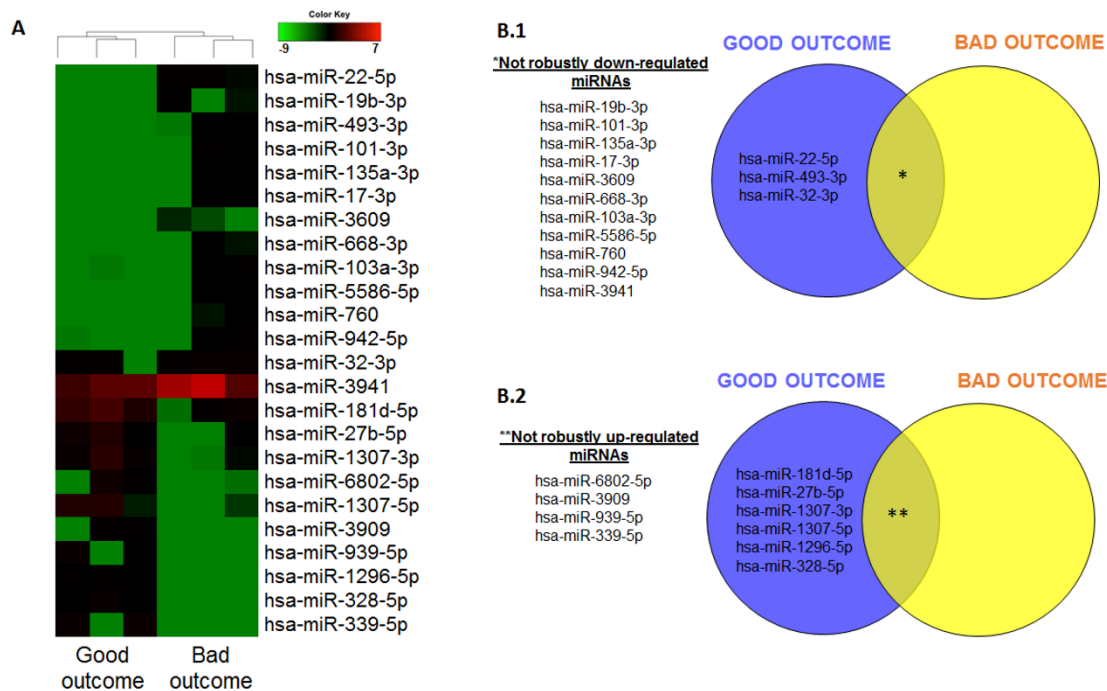 A
Color Key
-9
7
hsa-miR-22-5p
hsa-miR-19b-3p
hsa-miR-493-3p
hsa-miR-101-3p
hsa-miR-135a-3p
hsa-miR-17-3p
hsa-miR-3609
hsa-miR-668-3p
hsa-miR-103a-3p
hsa-miR-5586-5p
hsa-miR-760
hsa-miR-942-5p
hsa-miR-32-3p
hsa-miR-3941
hsa-miR-181d-5p
hsa-miR-27b-5p
hsa-miR-1307-3p
hsa-miR-6802-5p
hsa-miR-1307-5p
hsa-miR-3909
hsa-miR-939-5p
hsa-miR-1296-5p
hsa-miR-328-5p
hsa-miR-339-5p
Good
outcome
Bad
outcome
B.1
*Not robustly down-regulated
miRNAs
hsa-miR-19b-3p
hsa-miR-101-3p
hsa-miR-135a-3p
hsa-miR-17-3p
hsa-miR-3609
hsa-miR-668-3p
hsa-miR-103a-3p
hsa-miR-5586-5p
hsa-miR-760
hsa-miR-942-5p
hsa-miR-3941
GOOD OUTCOME
BAD OUTCOME
hsa-miR-22-5p
hsa-miR-493-3p
hsa-miR-32-3p
*
B.2
**Not robustly up-regulated
miRNAs
hsa-miR-6802-5p
hsa-miR-3909
hsa-miR-939-5p
hsa-miR-339-5p
GOOD OUTCOME
BAD OUTCOME
hsa-miR-181d-5p
hsa-miR-27b-5p
hsa-miR-1307-3p
hsa-miR-1307-5p
hsa-miR-1296-5p
hsa-miR-328-5p
**